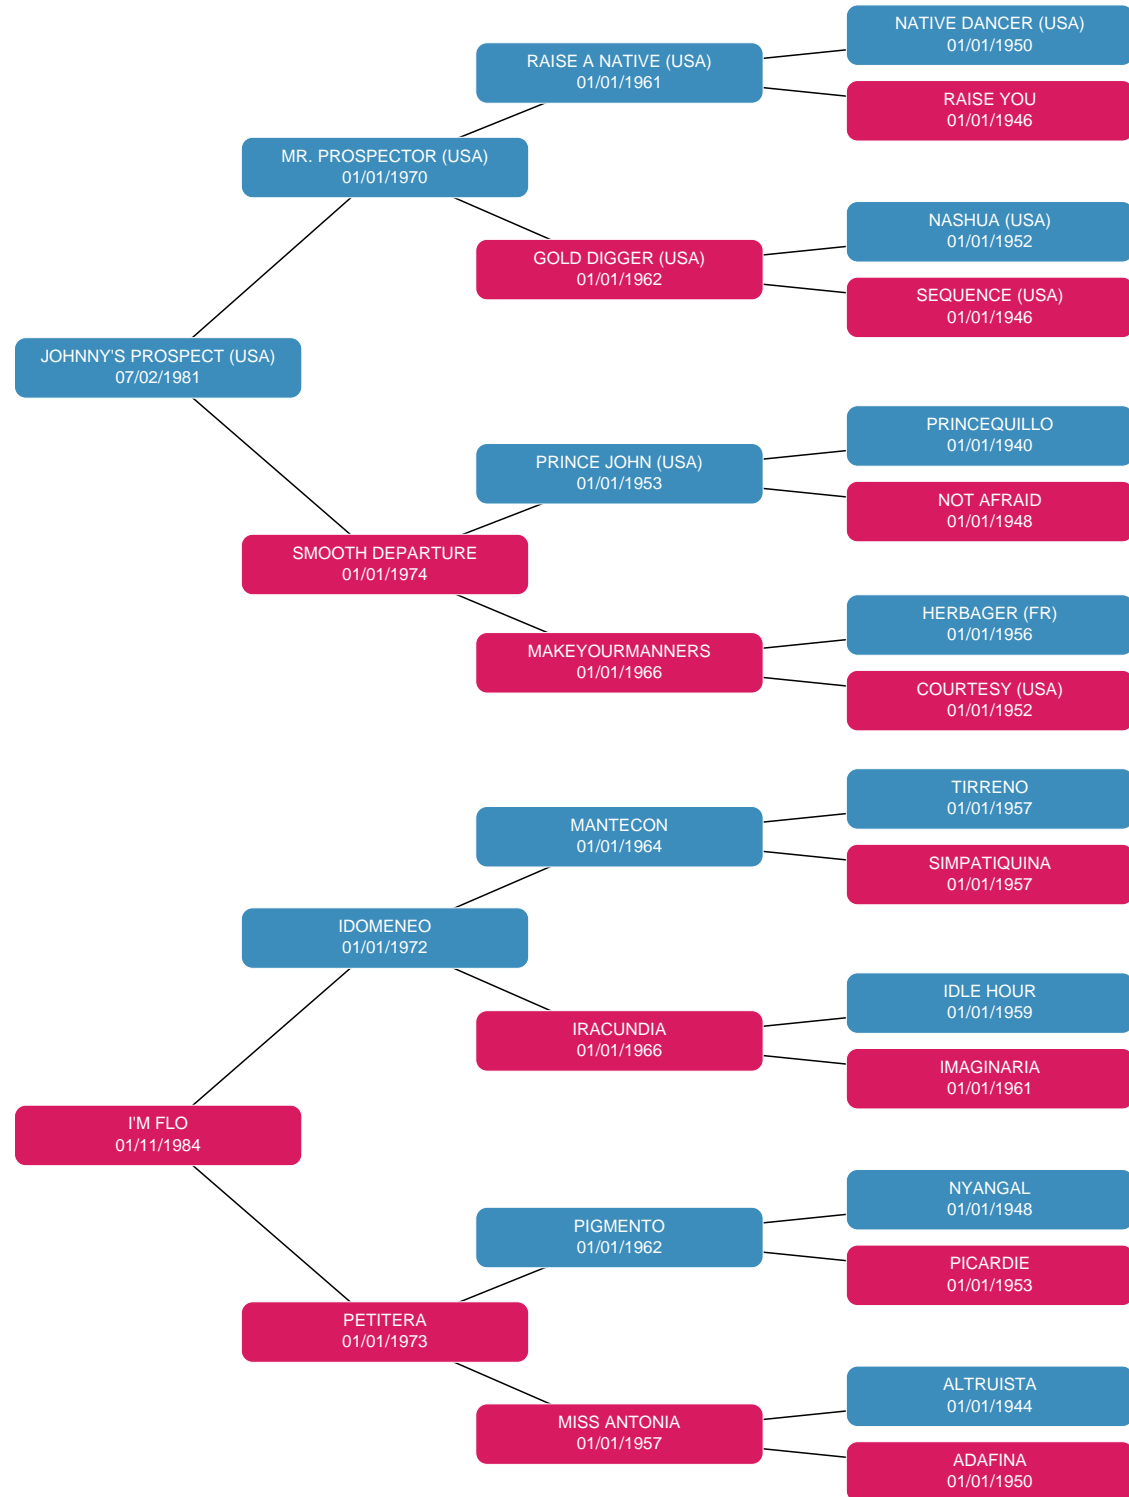 NATIVE DANCER (USA)
01/01/1950
RAISE A NATIVE (USA)
01/01/1961
RAISE YOU
01/01/1946
MR. PROSPECTOR (USA)
01/01/1970
NASHUA (USA)
01/01/1952
GOLD DIGGER (USA)
01/01/1962
SEQUENCE (USA)
01/01/1946
JOHNNY'S PROSPECT (USA)
07/02/1981
PRINCEQUILLO
01/01/1940
PRINCE JOHN (USA)
01/01/1953
NOT AFRAID
01/01/1948
SMOOTH DEPARTURE
01/01/1974
HERBAGER (FR)
01/01/1956
MAKEYOURMANNERS
01/01/1966
COURTESY (USA)
01/01/1952
TIRRENO
01/01/1957
MANTECON
01/01/1964
SIMPATIQUINA
01/01/1957
IDOMENEO
01/01/1972
IDLE HOUR
01/01/1959
IRACUNDIA
01/01/1966
IMAGINARIA
01/01/1961
I'M FLO
01/11/1984
NYANGAL
01/01/1948
PIGMENTO
01/01/1962
PICARDIE
01/01/1953
PETITERA
01/01/1973
ALTRUISTA
01/01/1944
MISS ANTONIA
01/01/1957
ADAFINA
01/01/1950